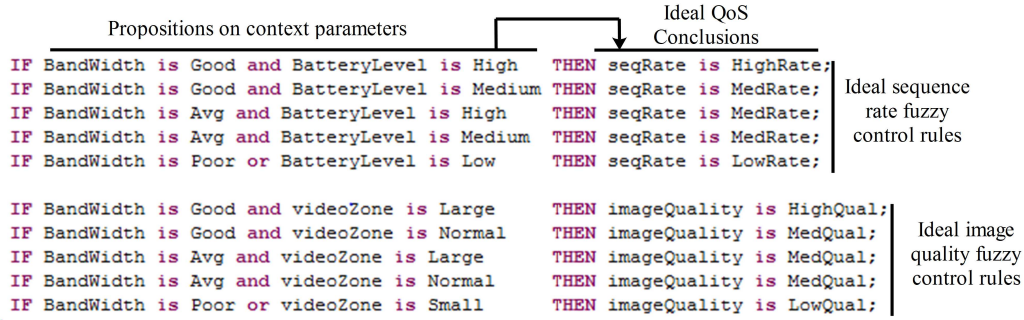 Propositions on context parameters
Ideal QoS
Conclusions
IF BandWidth is Good and BatteryLevel is High THEN seqRate is HighRate;
IF BandWidth is Good and BatteryLevel is Medium THEN seqRate is MedRate;
IF BandWidth is Avg and BatteryLevel is High THEN seqRate is MedRate;
IF BandWidth is Avg and BatteryLevel is Medium THEN seqRate is MedRate;
IF BandWidth is Poor or BatteryLevel is Low THEN seqRate is LowRate;
Ideal sequence
rate fuzzy
control rules
IF BandWidth is Good and videoZone is Large THEN imageQuality is HighQual;
IF BandWidth is Good and videoZone is Normal THEN imageQuality is MedQual;
IF BandWidth is Avg and videoZone is Large THEN imageQuality is MedQual;
IF BandWidth is Avg and videoZone is Normal THEN imageQuality is MedQual;
IF BandWidth is Poor or videoZone is Small THEN imageQuality is LowQual;
Ideal image
quality fuzzy
control rules